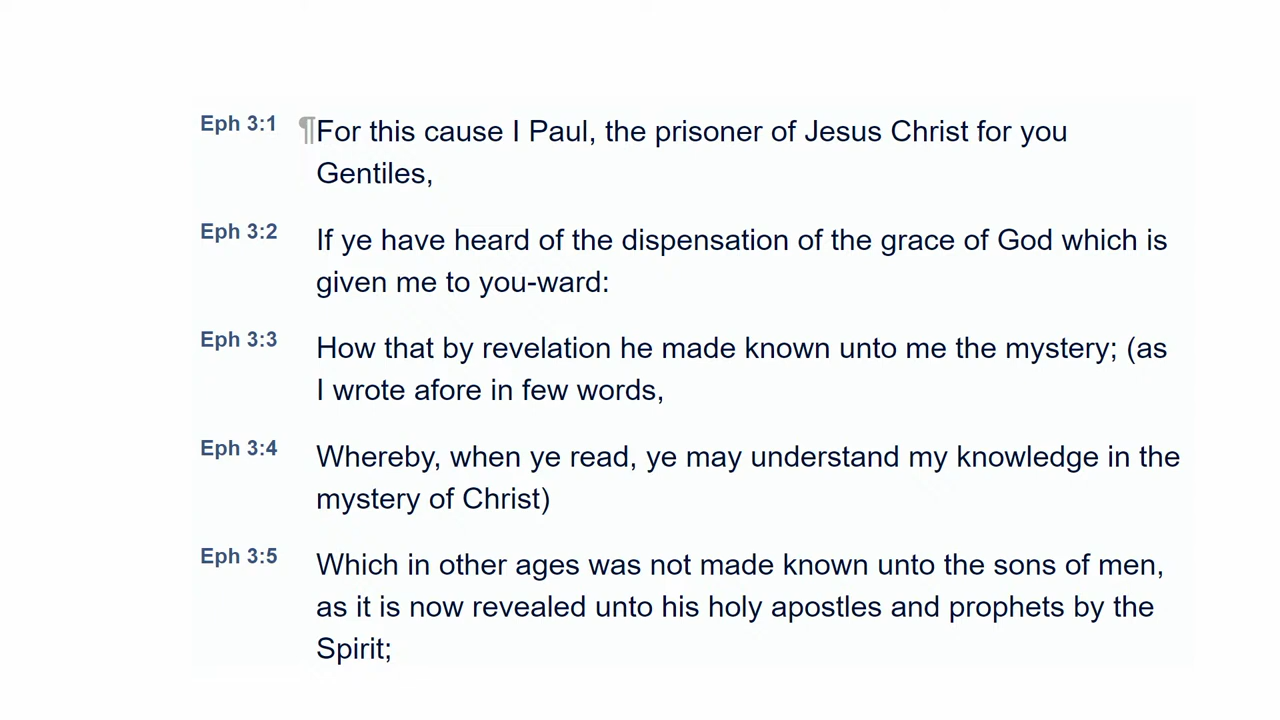 Eph 3:1 ¶For this cause I Paul, the prisoner of Jesus Christ for you
Gentiles,
Eph 3:2 If ye have heard of the dispensation of the grace of God which is
given me to you-ward:
Eph 3:3 How that by revelation he made known unto me the mystery; (as
I wrote afore in few words,
Eph 3:4 Whereby, when ye read, ye may understand my knowledge in the
mystery of Christ)
Eph 3:5 Which in other ages was not made known unto the sons of men,
as it is now revealed unto his holy apostles and prophets by the
Spirit;